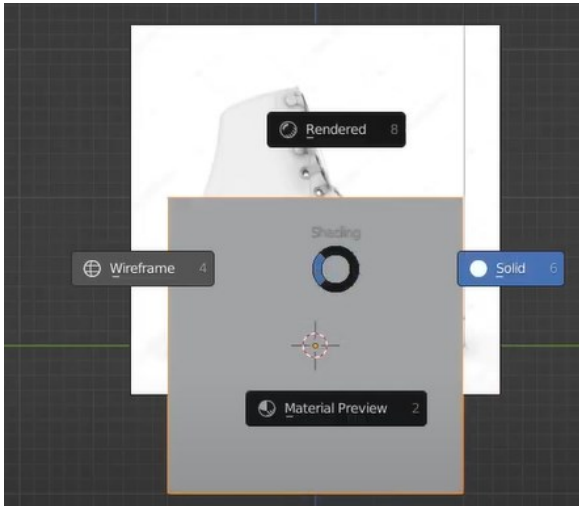 Rendered 8
Shading
Wireframe 4
Solid 6
Material Preview 2